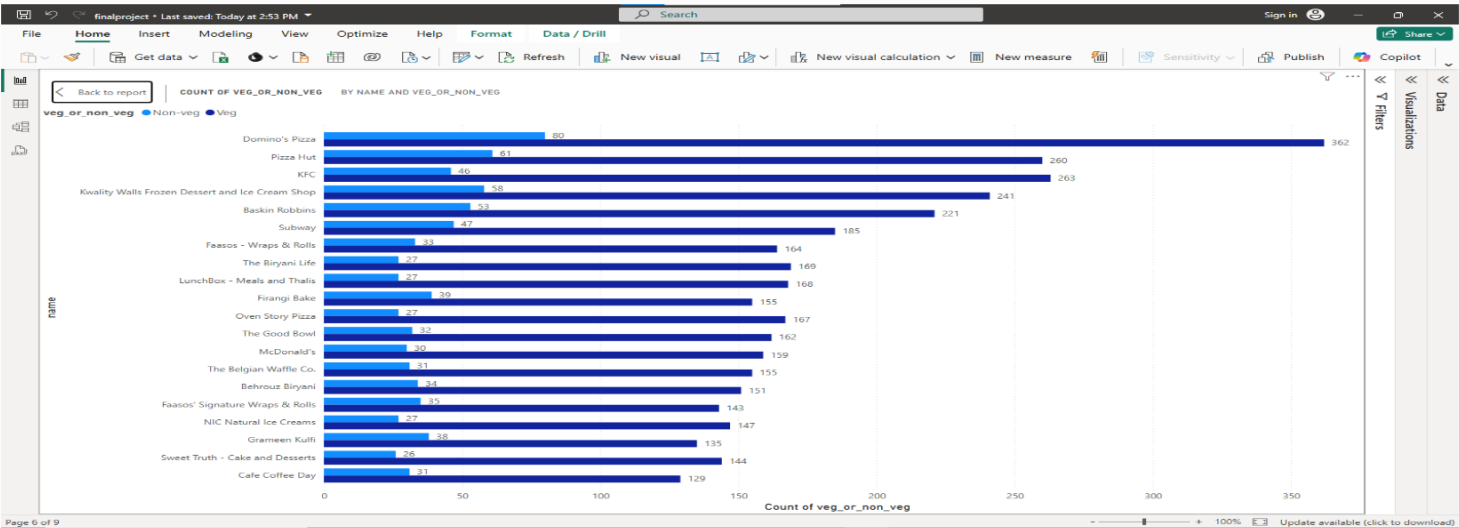 finalproject • Last saved: Today at 2:53 PM
Search
Sign in
File Home Insert Modeling View Optimize Help Format Data / Drill
Share
Get data Refresh New visual New visual calculation New measure Sensitivity Publish Copilot
Back to report COUNT OF VEG_OR_NON_VEG BY NAME AND VEG_OR_NON_VEG
Filters
Visualizations
Data
veg_or_non_veg Non-veg Veg
name
Domino's Pizza 80 362
Pizza Hut 61 260
KFC 46 263
Kwality Walls Frozen Dessert and Ice Cream Shop 58 241
Baskin Robbins 53 221
Subway 47 185
Faasos - Wraps & Rolls 33 164
The Biryani Life 27 169
LunchBox - Meals and Thalis 27 168
Firangi Bake 39 155
Oven Story Pizza 27 167
The Good Bowl 32 162
McDonald's 30 159
The Belgian Waffle Co. 31 155
Behrouz Biryani 34 151
Faasos' Signature Wraps & Rolls 35 143
NIC Natural Ice Creams 27 147
Grameen Kulfi 38 135
Sweet Truth - Cake and Desserts 26 144
Cafe Coffee Day 31 129
0 50 100 150 200 250 300 350
Count of veg_or_non_veg
Page 6 of 9
100%
Update available (click to download)